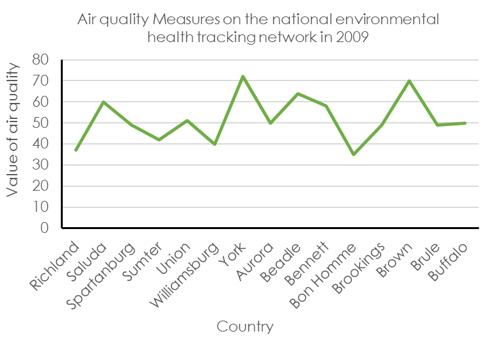 Air quality Measures on the national environmental
health tracking network in 2009
Value of air quality
80
70
60
50
40
30
20
10
0
Richland
Saluda
Spartanburg
Sumter
Union
Williamsburg
York
Aurora
Beadle
Bennett
Bon Homme
Brookings
Brown
Brule
Buffalo
Country